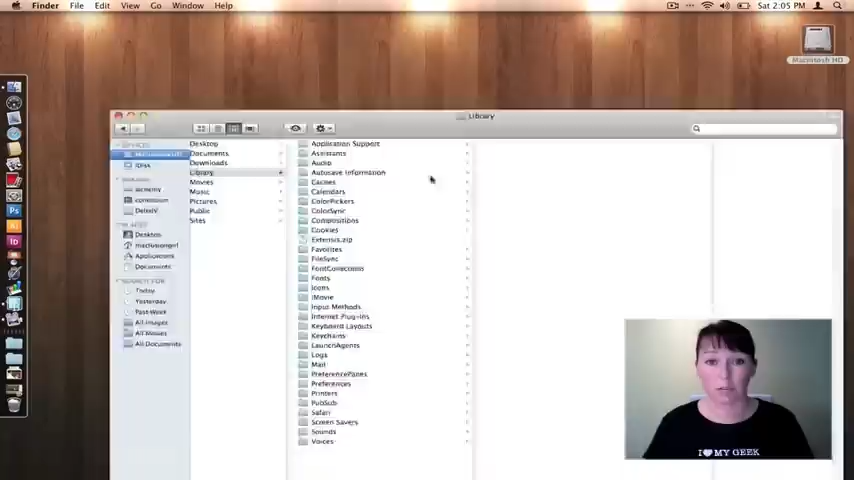 Finder File Edit View Go Window Help
Sat 2:05 PM
Macintosh HD
Library
iDNA
alchemy
Desktop
Applications
Documents
SEARCH FOR
Today
Yesterday
Past Week
All Images
All Movies
All Documents
Desktop
Documents
Downloads
Library
Movies
Music
Pictures
Public
Sites
Application Support
Assistants
Audio
Autosave Information
Caches
Calendars
ColorPickers
ColorSync
Compositions
Cookies
Extensis.zip
Favorites
FileSync
FontCollections
Fonts
Icons
iMovie
Input Methods
Internet Plug-Ins
Keyboard Layouts
Keychains
LaunchAgents
Logs
Mail
PreferencePanes
Preferences
Printers
PubSub
Safari
Screen Savers
Sounds
Voices
I ♥ MY GEEK